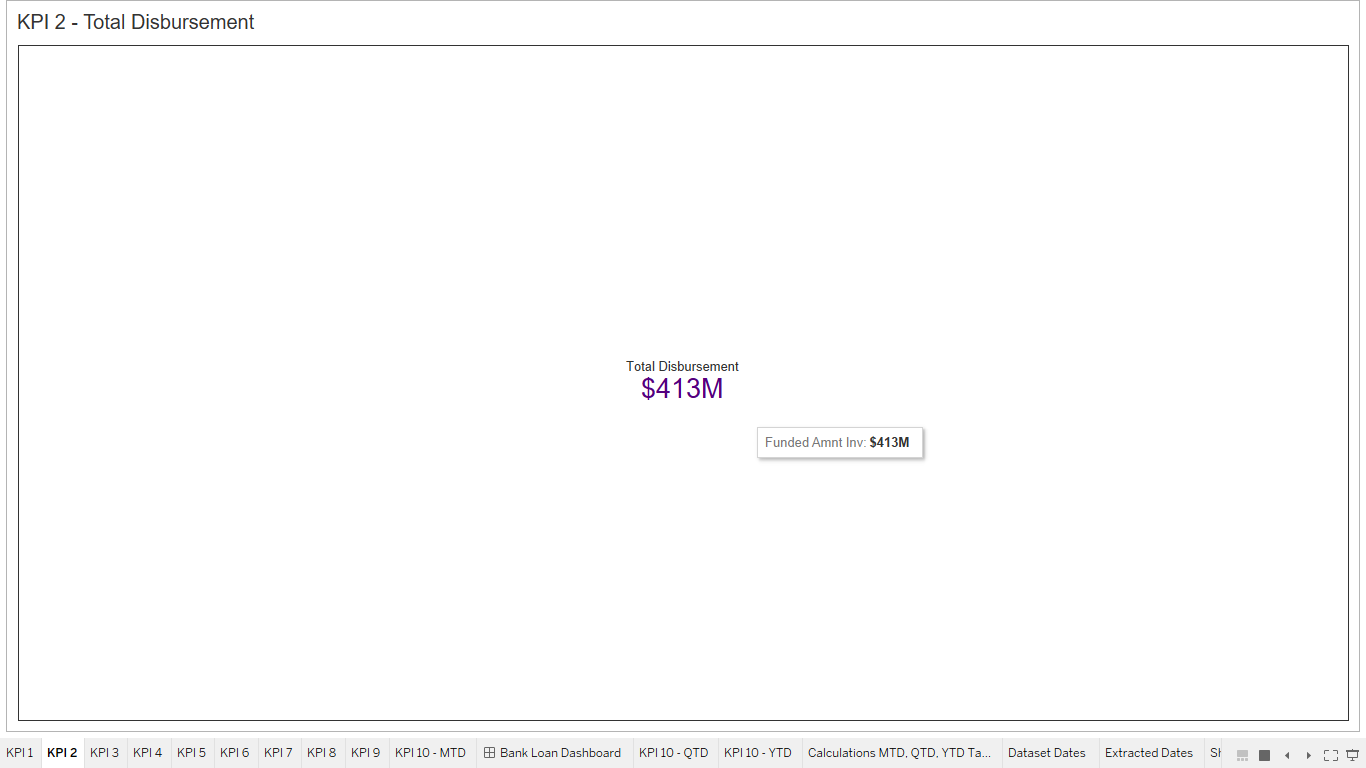 KPI 2 - Total Disbursement
Total Disbursement
$413M
Funded Amnt Inv: $413M
KPI 1 KPI 2 KPI 3 KPI 4 KPI 5 KPI 6 KPI 7 KPI 8 KPI 9 KPI 10 - MTD Bank Loan Dashboard KPI 10 - QTD KPI 10 - YTD Calculations MTD, QTD, YTD Ta... Dataset Dates Extracted Dates